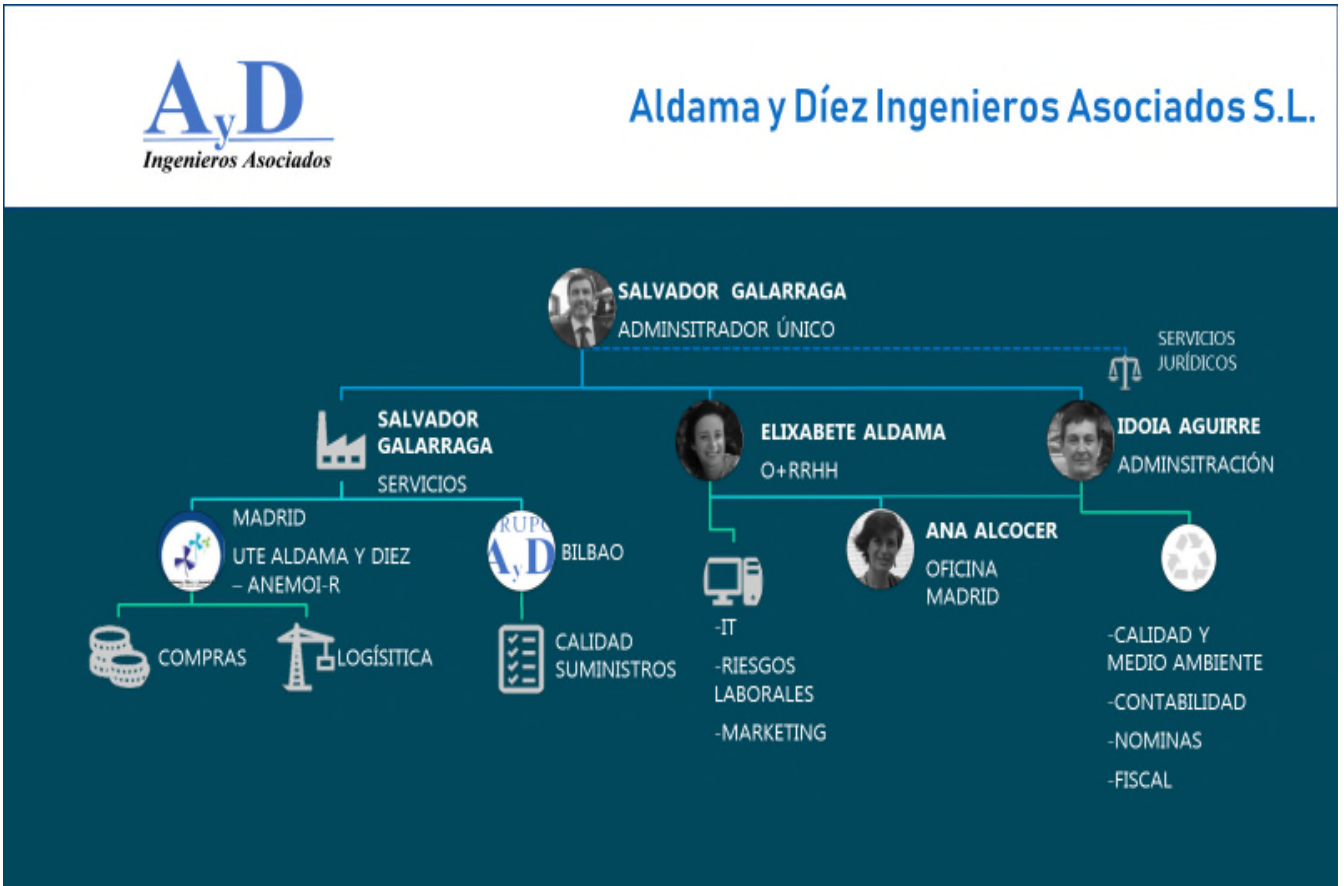 AyD
Ingenieros Asociados
Aldama y Díez Ingenieros Asociados S.L.
SALVADOR GALARRAGA
ADMINSITRADOR ÚNICO
SERVICIOS
JURÍDICOS
SALVADOR
GALARRAGA
SERVICIOS
ELIXABETE ALDAMA
O+RRHH
IDOIA AGUIRRE
ADMINSITRACIÓN
MADRID
UTE ALDAMA Y DIEZ
– ANEMOI-R
GRUPO
AyD
BILBAO
ANA ALCOCER
OFICINA
MADRID
COMPRAS
LOGÍSITICA
CALIDAD
SUMINISTROS
-IT
-RIESGOS
LABORALES
-MARKETING
-CALIDAD Y
MEDIO AMBIENTE
-CONTABILIDAD
-NOMINAS
-FISCAL